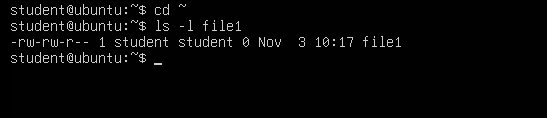 student@ubuntu:~$ cd ~
student@ubuntu:~$ ls -l file1
-rw-rw-r-- 1 student student 0 Nov  3 10:17 file1
student@ubuntu:~$ _